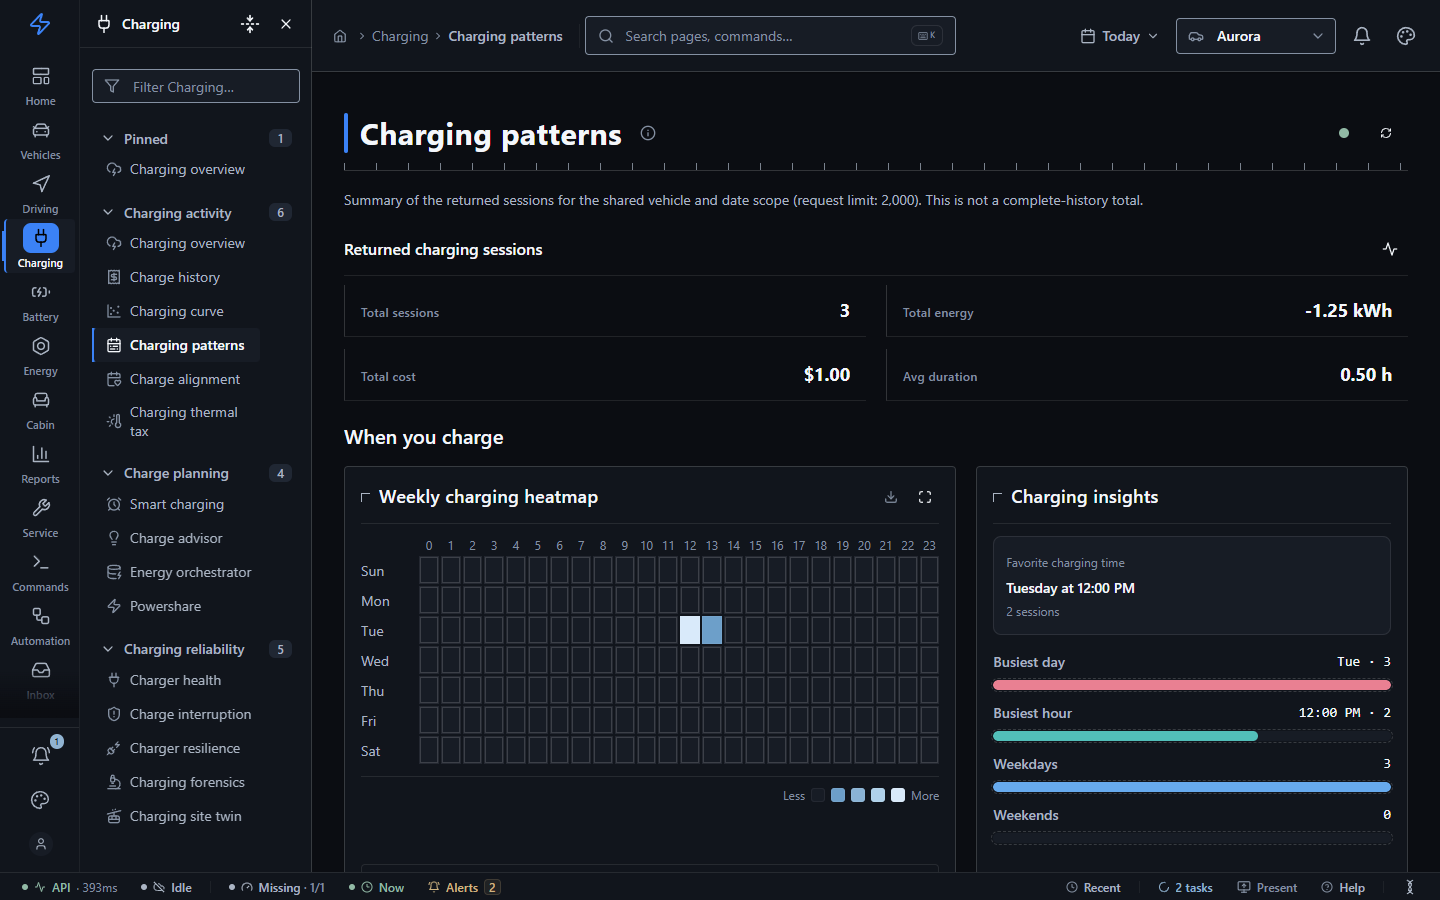 Home
Vehicles
Driving
Charging
Battery
Energy
Cabin
Reports
Service
Commands
Automation
Inbox
1
Charging
Filter Charging...
Pinned 1
Charging overview
Charging activity 6
Charging overview
Charge history
Charging curve
Charging patterns
Charge alignment
Charging thermal
tax
Charge planning 4
Smart charging
Charge advisor
Energy orchestrator
Powershare
Charging reliability 5
Charger health
Charge interruption
Charger resilience
Charging forensics
Charging site twin
Charging Charging patterns
Search pages, commands... K
Today
Aurora
Charging patterns
Summary of the returned sessions for the shared vehicle and date scope (request limit: 2,000). This is not a complete-history total.
Returned charging sessions
Total sessions 3
Total energy -1.25 kWh
Total cost $1.00
Avg duration 0.50 h
When you charge
Weekly charging heatmap
0 1 2 3 4 5 6 7 8 9 10 11 12 13 14 15 16 17 18 19 20 21 22 23
Sun
Mon
Tue
Wed
Thu
Fri
Sat
Less More
Charging insights
Favorite charging time
Tuesday at 12:00 PM
2 sessions
Busiest day Tue · 3
Busiest hour 12:00 PM · 2
Weekdays 3
Weekends 0
API · 393ms Idle Missing · 1/1 Now Alerts 2 Recent 2 tasks Present Help